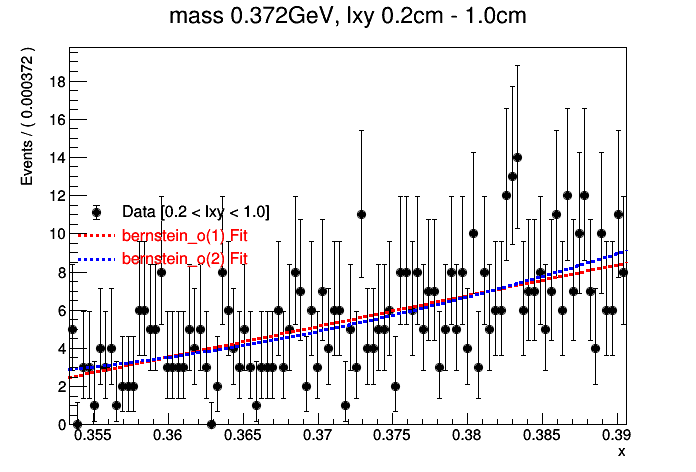 mass 0.372GeV, lxy 0.2cm - 1.0cm
Events / ( 0.000372 )
18
16
14
12
10
8
6
4
2
0
Data [0.2 < lxy < 1.0]
bernstein_o(1) Fit
bernstein_o(2) Fit
0.355 0.36 0.365 0.37 0.375 0.38 0.385 0.39
x